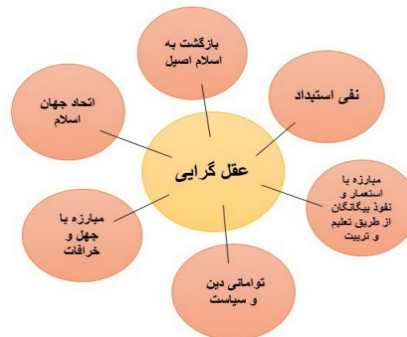 بازگشت به
اسلام اصیل
نفی استبداد
اتحاد جهان
اسلام
عقل گرایی
مبارزه با
استعمار و
نفوذ بیگانگان
از طریق تعلیم
و تربیت
مبارزه با
جهل و
خرافات
توامانی دین
و سیاست